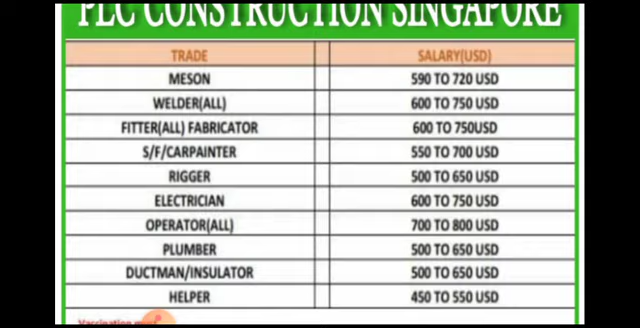 PLC CONSTRUCTION SINGAPORE
TRADE SALARY(USD)
MESON 590 TO 720 USD
WELDER(ALL) 600 TO 750 USD
FITTER(ALL) FABRICATOR 600 TO 750USD
S/F/CARPAINTER 550 TO 700 USD
RIGGER 500 TO 650 USD
ELECTRICIAN 600 TO 750 USD
OPERATOR(ALL) 700 TO 800 USD
PLUMBER 500 TO 650 USD
DUCTMAN/INSULATOR 500 TO 650 USD
HELPER 450 TO 550 USD
Vaccination